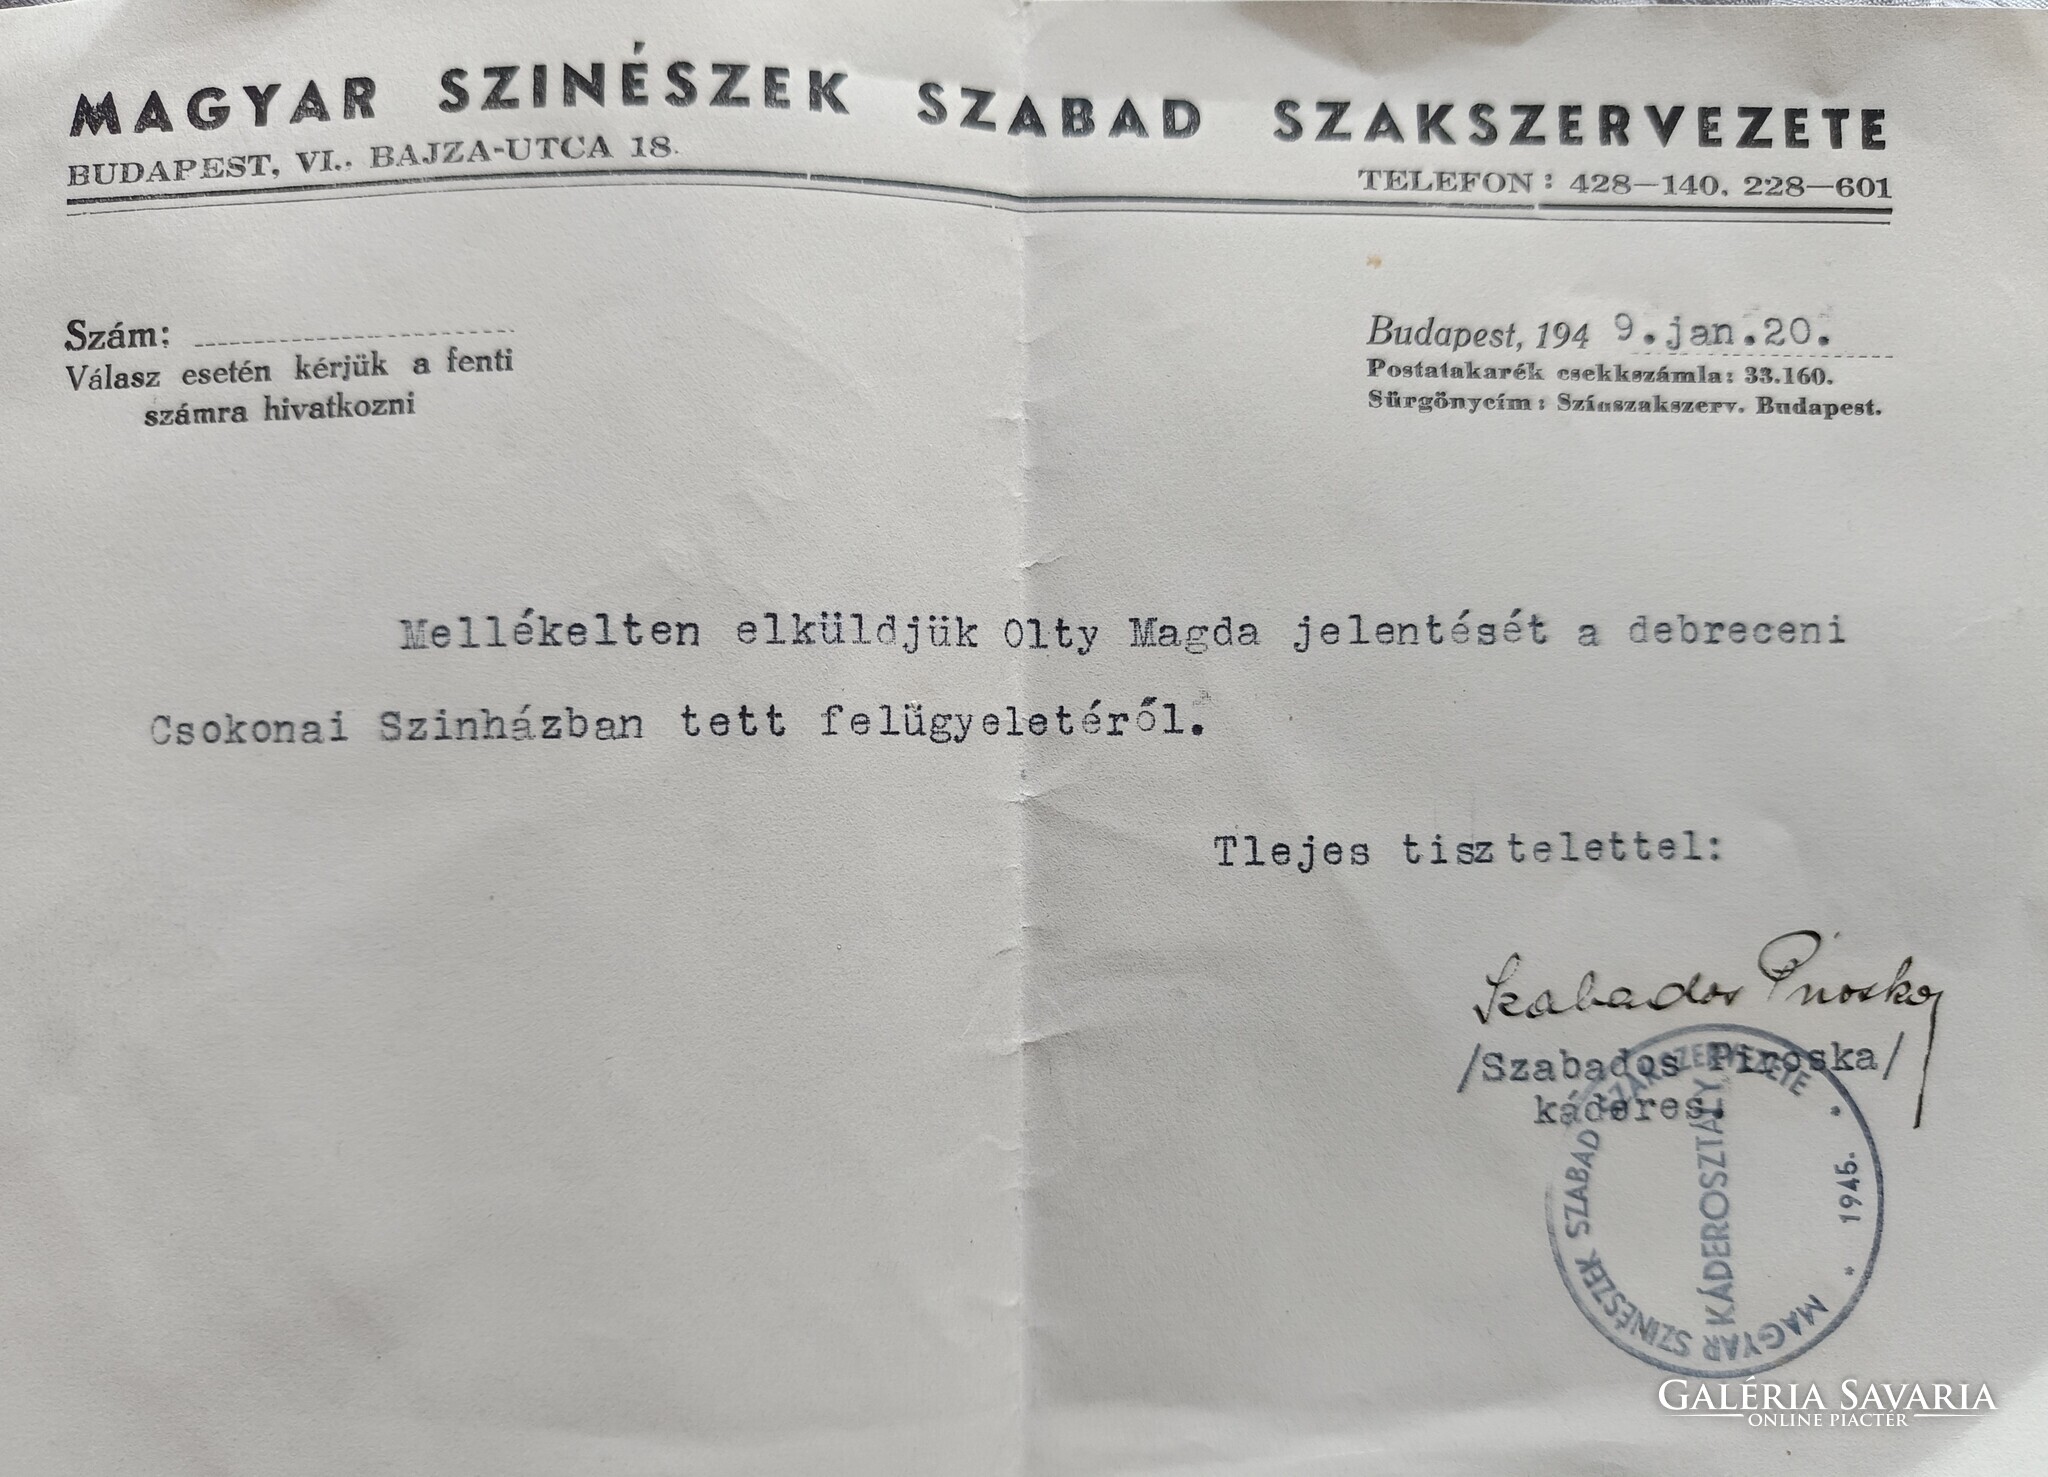 MAGYAR SZINÉSZEK SZABAD SZAKSZERVEZETE
BUDAPEST, VI., BAJZA-UTCA 18.
TELEFON: 428—140, 228—601
Szám:
Válasz esetén kérjük a fenti
számra hivatkozni
Budapest, 194 9.jan.20.
Postatakarék csekkszámla: 33.160.
Sürgönycím: Színszakszerv. Budapest.
Mellékelten elküldjük Olty Magda jelentését a debreceni
Csokonai Szinházban tett felügyeletéről.
Tlejes tisztelettel:
Szabados Piroska
/Szabados Piroska/
káderes.
MAGYAR SZINÉSZEK SZABAD SZAKSZERVEZETE
* 1945. *
KÁDEROSZTÁLY
GALÉRIA SAVARIA
ONLINE PIACTÉR